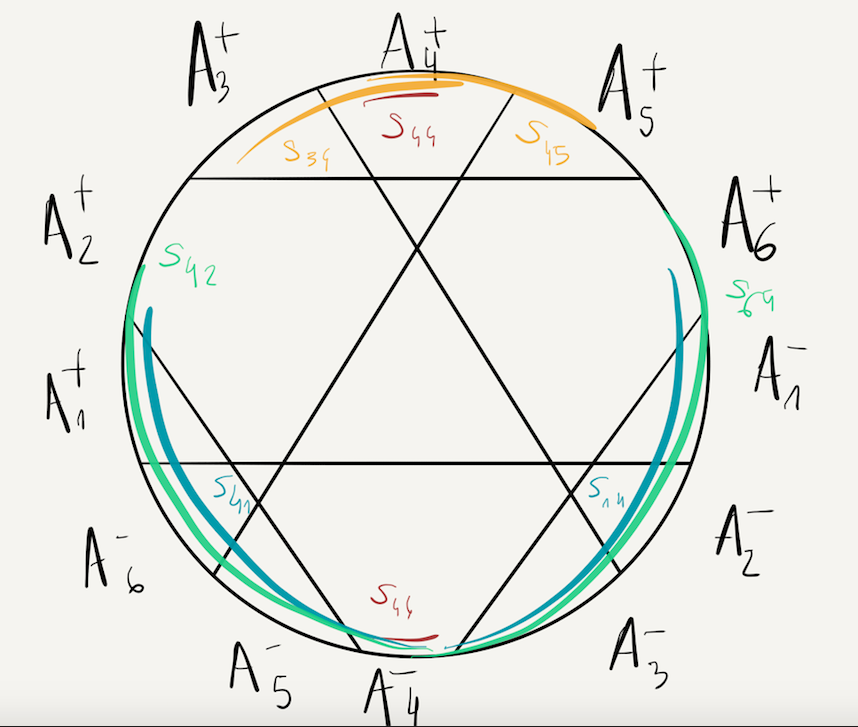 A₃⁺ A₄⁺ A₅⁺
S₃₄ S₄₄ S₄₅
A₂⁺ S₄₂ A₆⁺
S₆₄
A₁⁺ A₁⁻
S₄₁ S₁₄
A₆⁻ A₂⁻
S₄₄
A₅⁻ A₄⁻ A₃⁻